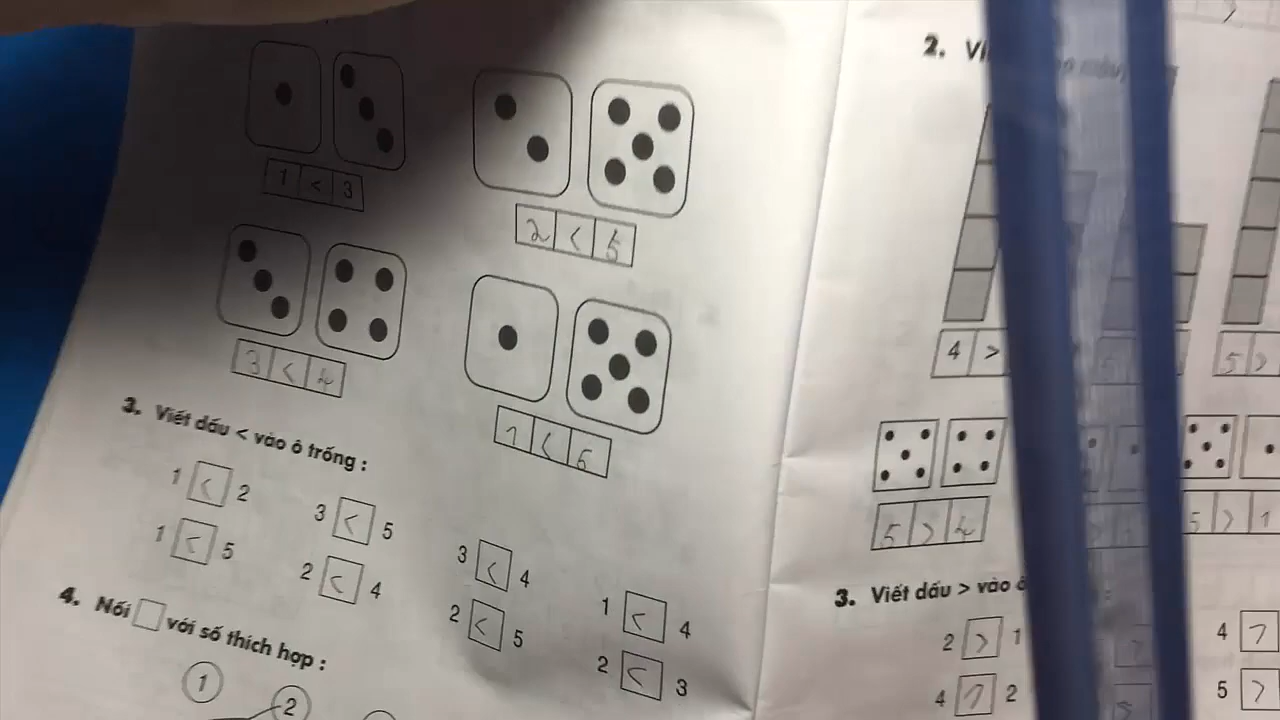 1 < 3
2 < 5
3 < 4
1 < 5
3. Viết dấu < vào ô trống :
1 < 2
3 < 5
3 < 4
1 < 4
1 < 5
2 < 4
2 < 5
2 < 3
4. Nối □ với số thích hợp :
1
2
2.
4 >
5 >
5 > 4
5 > 1
3. Viết dấu > vào
2 > 1
4 >
4 > 2
5 >